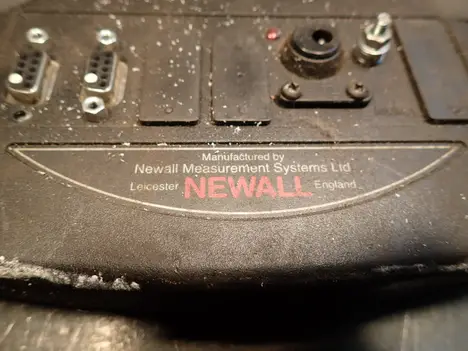 Manufactured by
Newall Measurement Systems Ltd
Leicester NEWALL England